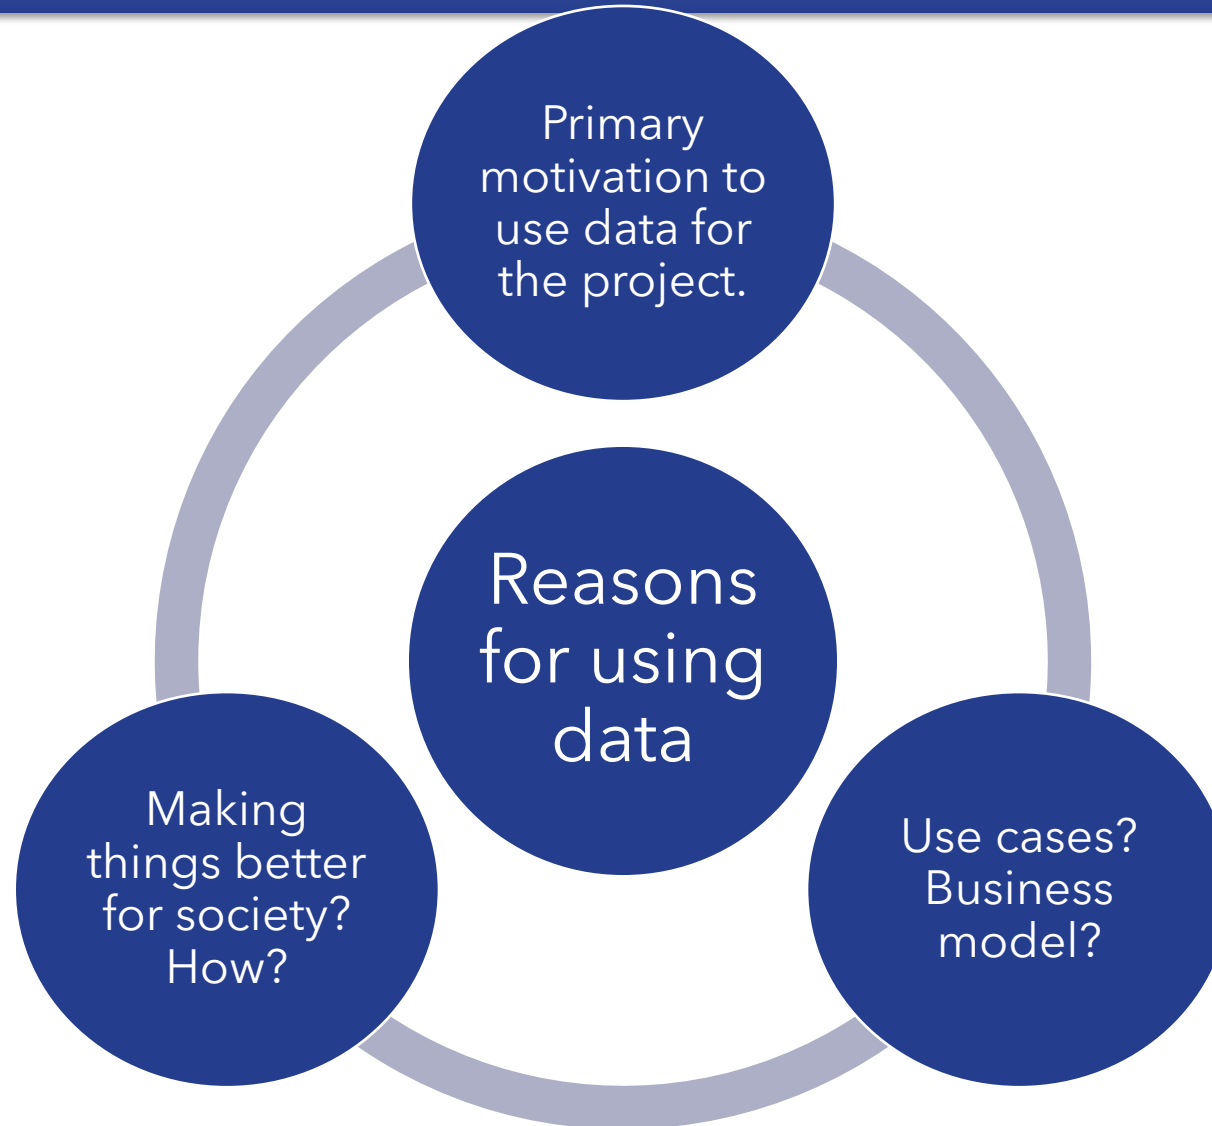 Primary
motivation to
use data for
the project.
Reasons
for using
data
Making
things better
for society?
How?
Use cases?
Business
model?